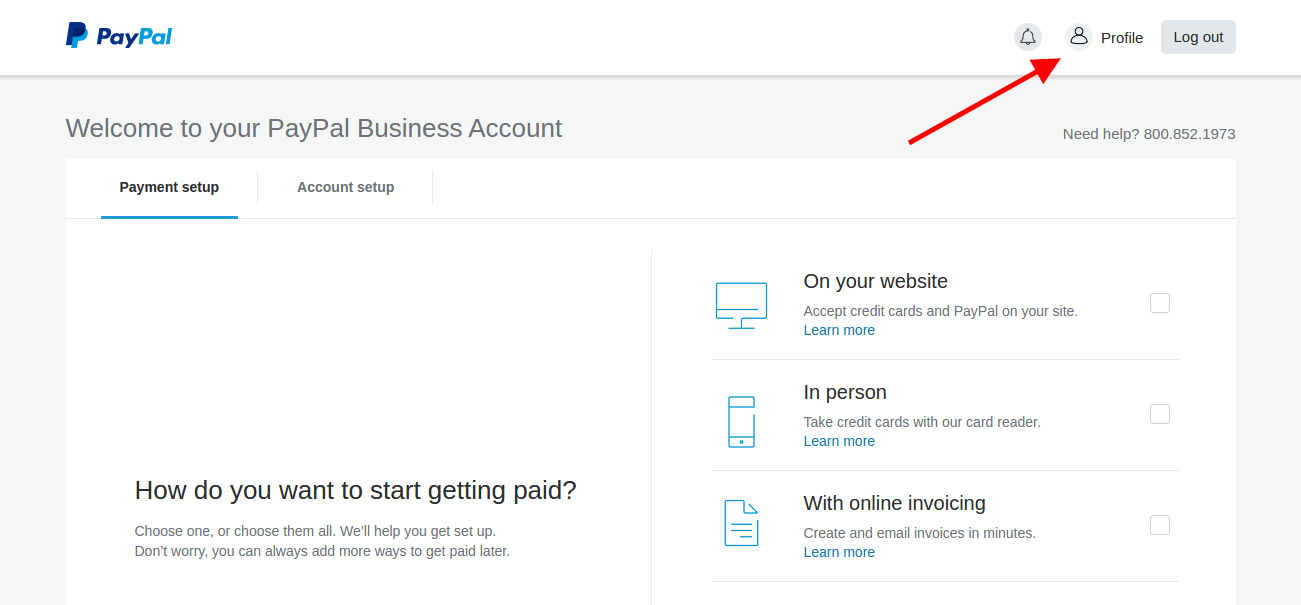 PayPal
Profile
Log out
Welcome to your PayPal Business Account
Need help? 800.852.1973
Payment setup
Account setup
How do you want to start getting paid?
Choose one, or choose them all. We’ll help you get set up.
Don’t worry, you can always add more ways to get paid later.
On your website
Accept credit cards and PayPal on your site.
Learn more
In person
Take credit cards with our card reader.
Learn more
With online invoicing
Create and email invoices in minutes.
Learn more